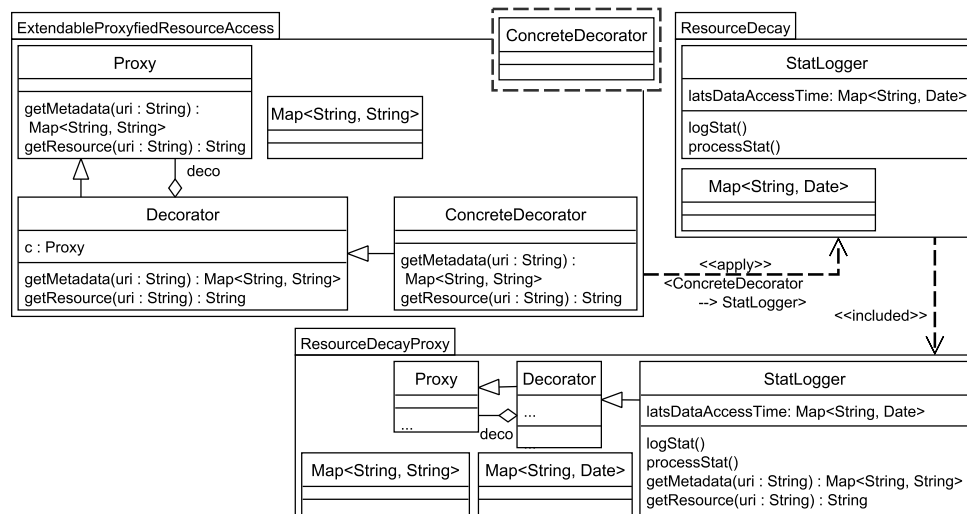 ExtendableProxyfiedResourceAccess
Proxy
getMetadata(uri : String) :
Map<String, String>
getResource(uri : String) : String
Map<String, String>
deco
Decorator
c : Proxy
getMetadata(uri : String) : Map<String, String>
getResource(uri : String) : String
ConcreteDecorator
getMetadata(uri : String) :
Map<String, String>
getResource(uri : String) : String
ConcreteDecorator
ResourceDecay
StatLogger
latsDataAccessTime: Map<String, Date>
logStat()
processStat()
Map<String, Date>
<<apply>>
<ConcreteDecorator
--> StatLogger>
<<included>>
ResourceDecayProxy
Proxy
...
deco
Decorator
...
...
StatLogger
latsDataAccessTime: Map<String, Date>
logStat()
processStat()
getMetadata(uri : String) : Map<String, String>
getResource(uri : String) : String
Map<String, String>
Map<String, Date>